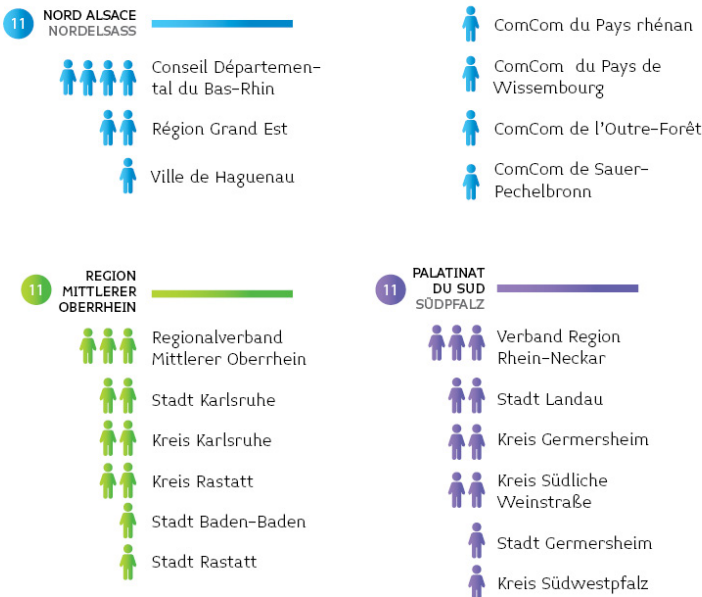 11
NORD ALSACE
NORDELSASS
Conseil Départemen-
tal du Bas-Rhin
Région Grand Est
Ville de Haguenau
ComCom du Pays rhénan
ComCom du Pays de
Wissembourg
ComCom de l'Outre-Forêt
ComCom de Sauer-
Pechelbronn
11
REGION
MITTLERER
OBERRHEIN
Regionalverband
Mittlerer Oberrhein
Stadt Karlsruhe
Kreis Karlsruhe
Kreis Rastatt
Stadt Baden-Baden
Stadt Rastatt
11
PALATINAT
DU SUD
SÜDPFALZ
Verband Region
Rhein-Neckar
Stadt Landau
Kreis Germersheim
Kreis Südliche
Weinstraße
Stadt Germersheim
Kreis Südwestpfalz